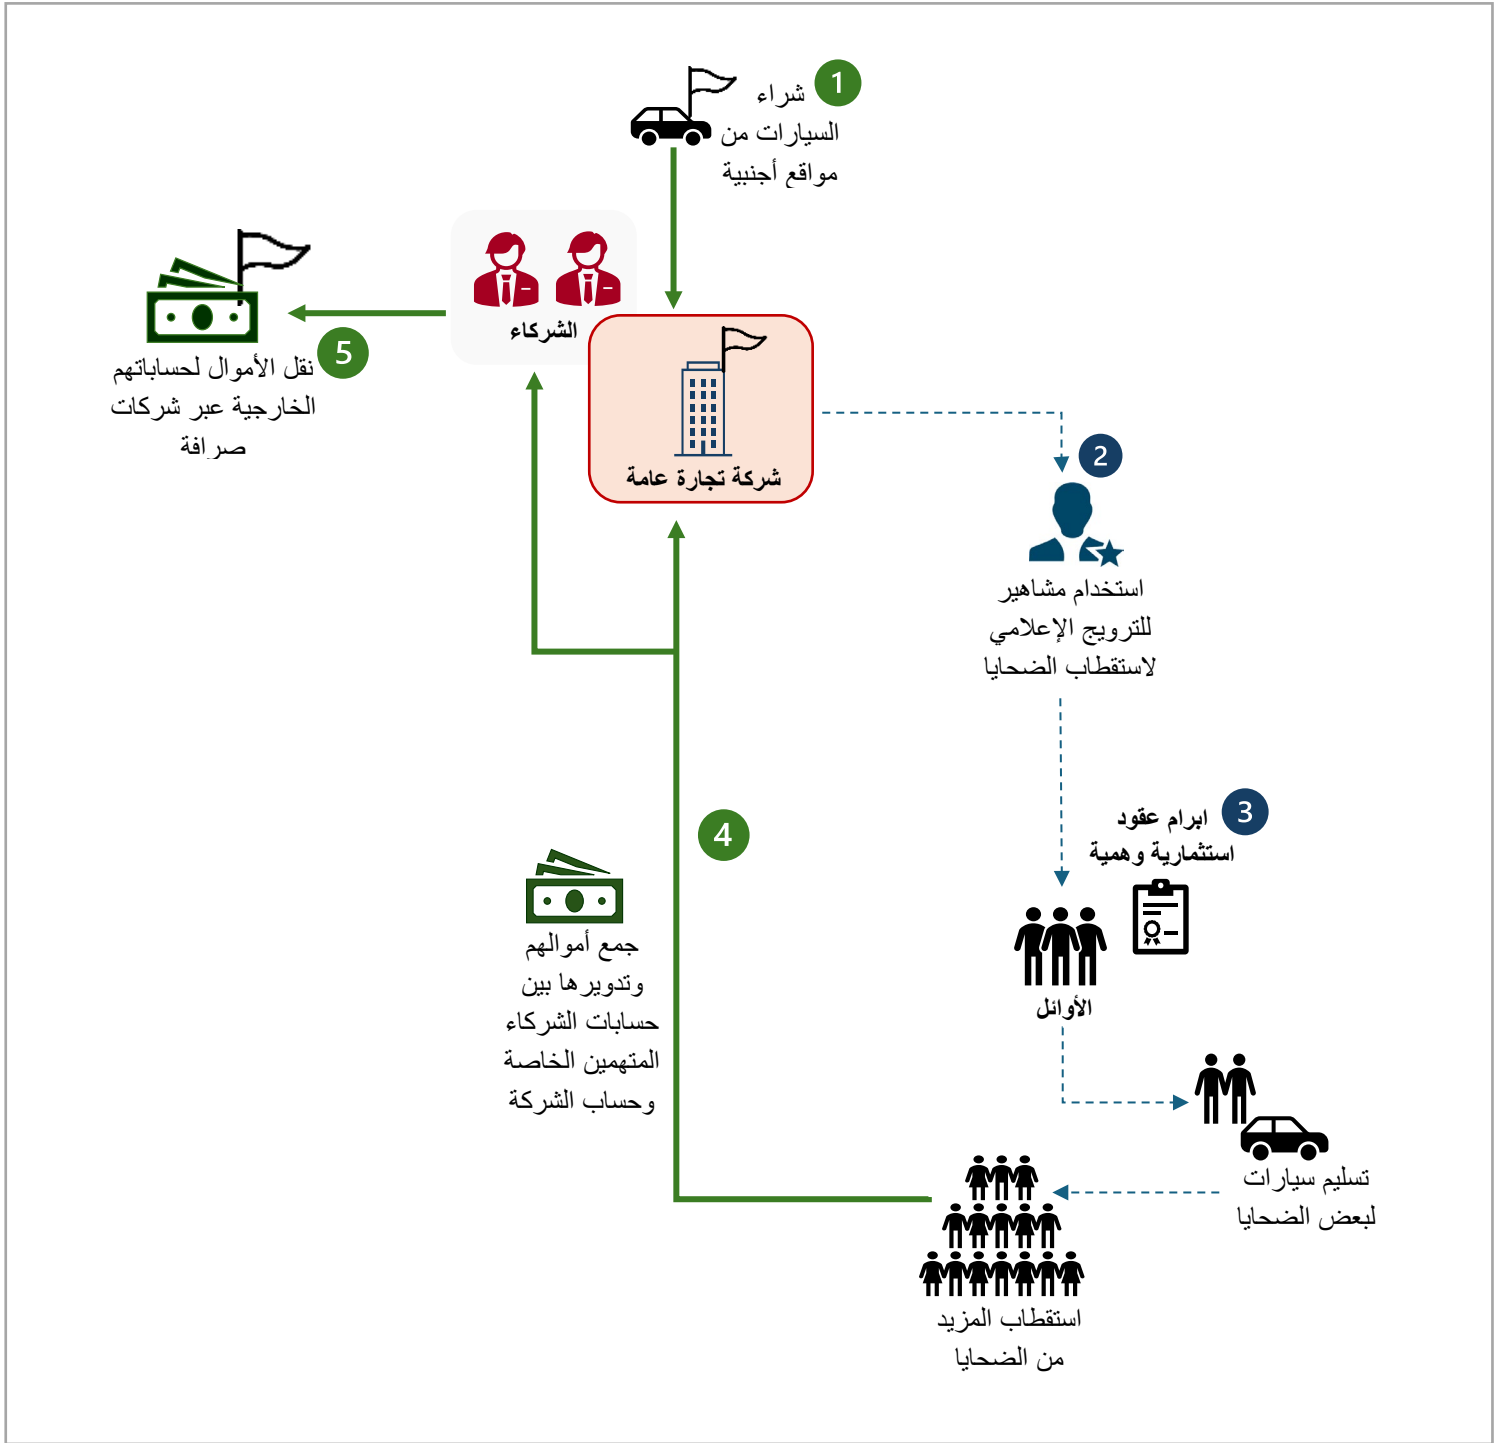 1
شراء
السيارات من
مواقع أجنبية
الشركاء
5
نقل الأموال لحساباتهم
الخارجية عبر شركات
صرافة
شركة تجارة عامة
2
استخدام مشاهير
للترويج الإعلامي
لاستقطاب الضحايا
3
ابرام عقود
استثمارية وهمية
الأوائل
4
جمع أموالهم
وتدويرها بين
حسابات الشركاء
المتهمين الخاصة
وحساب الشركة
تسليم سيارات
لبعض الضحايا
استقطاب المزيد
من الضحايا